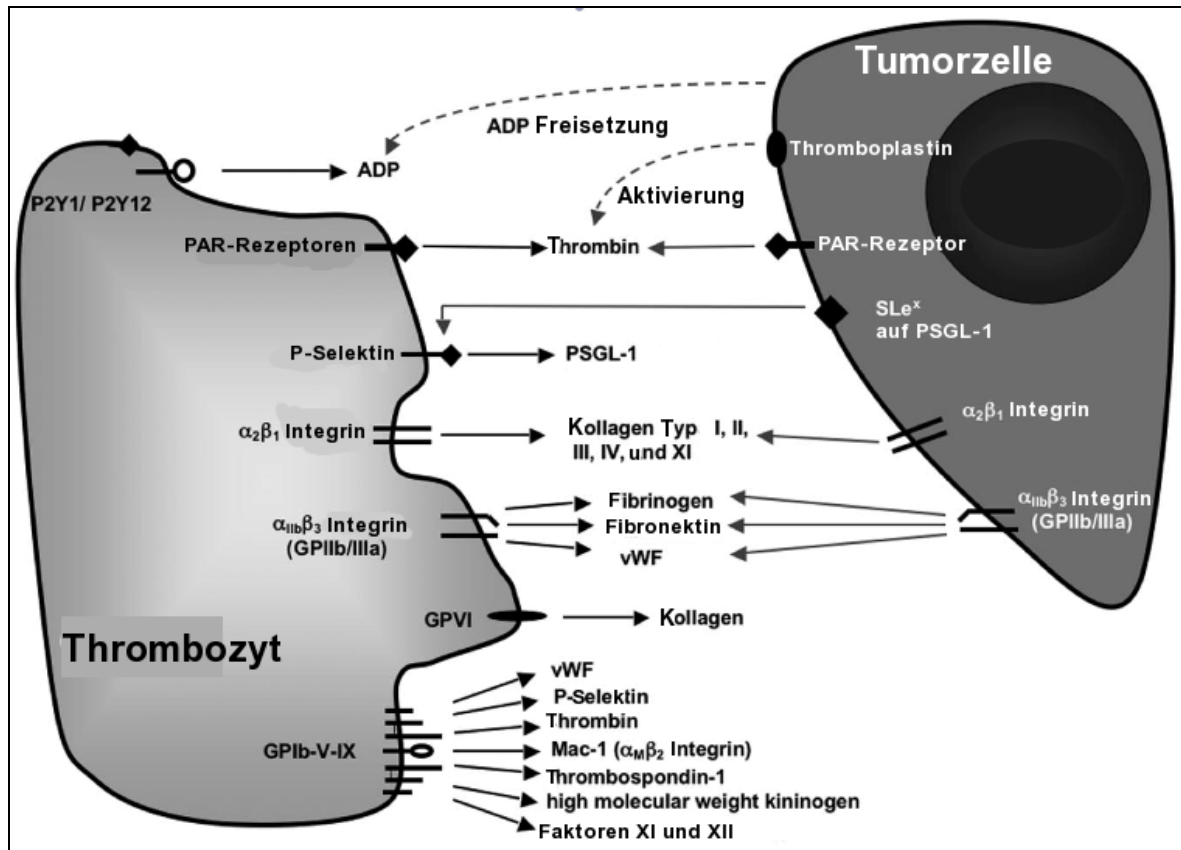 Tumorzelle
ADP Freisetzung
Thromboplastin
ADP
P2Y1/ P2Y12
Aktivierung
PAR-Rezeptoren
Thrombin
PAR-Rezeptor
SLeˣ
auf PSGL-1
P-Selektin
PSGL-1
α₂β₁ Integrin
Kollagen Typ I, II,
III, IV, und XI
α₂β₁ Integrin
αIIbβ₃ Integrin
(GPIIb/IIIa)
Fibrinogen
Fibronektin
vWF
αIIbβ₃ Integrin
(GPIIb/IIIa)
GPVI
Kollagen
Thrombozyt
GPIb-V-IX
vWF
P-Selektin
Thrombin
Mac-1 (αMβ₂ Integrin)
Thrombospondin-1
high molecular weight kininogen
Faktoren XI und XII